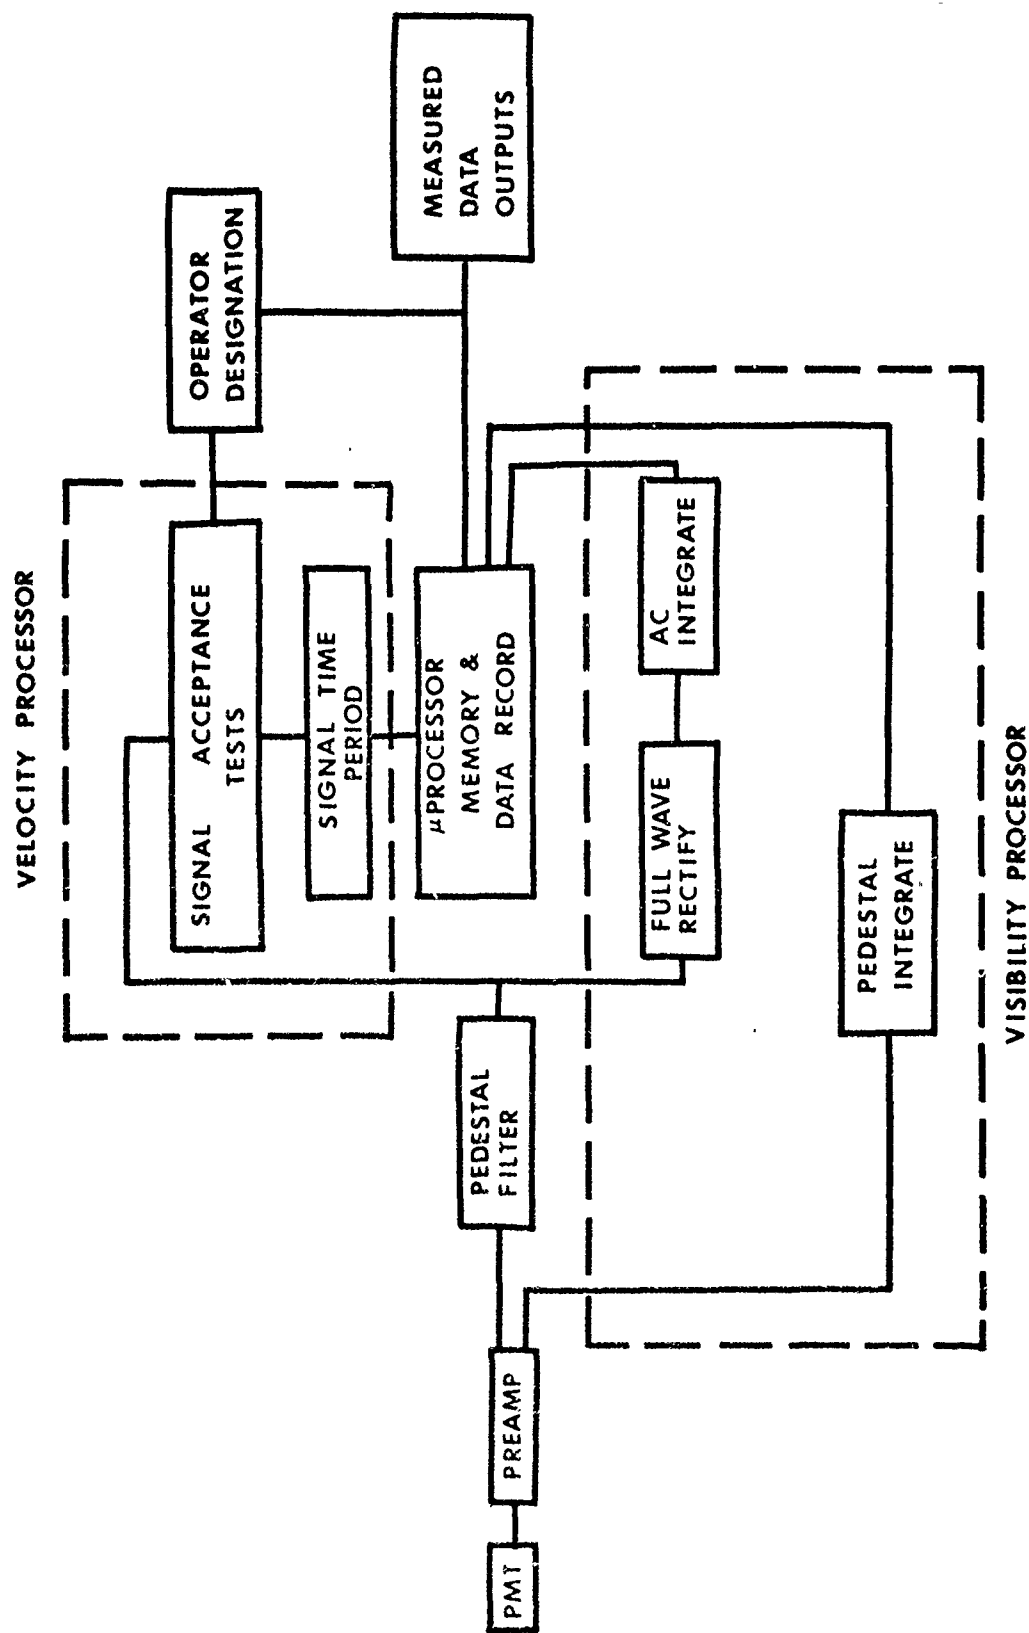 VELOCITY PROCESSOR
SIGNAL ACCEPTANCE
TESTS
OPERATOR
DESIGNATION
SIGNAL TIME
PERIOD
μPROCESSOR
MEMORY &
DATA RECORD
MEASURED
DATA
OUTPUTS
PMT
PREAMP
PEDESTAL
FILTER
FULL WAVE
RECTIFY
AC
INTEGRATE
PEDESTAL
INTEGRATE
VISIBILITY PROCESSOR